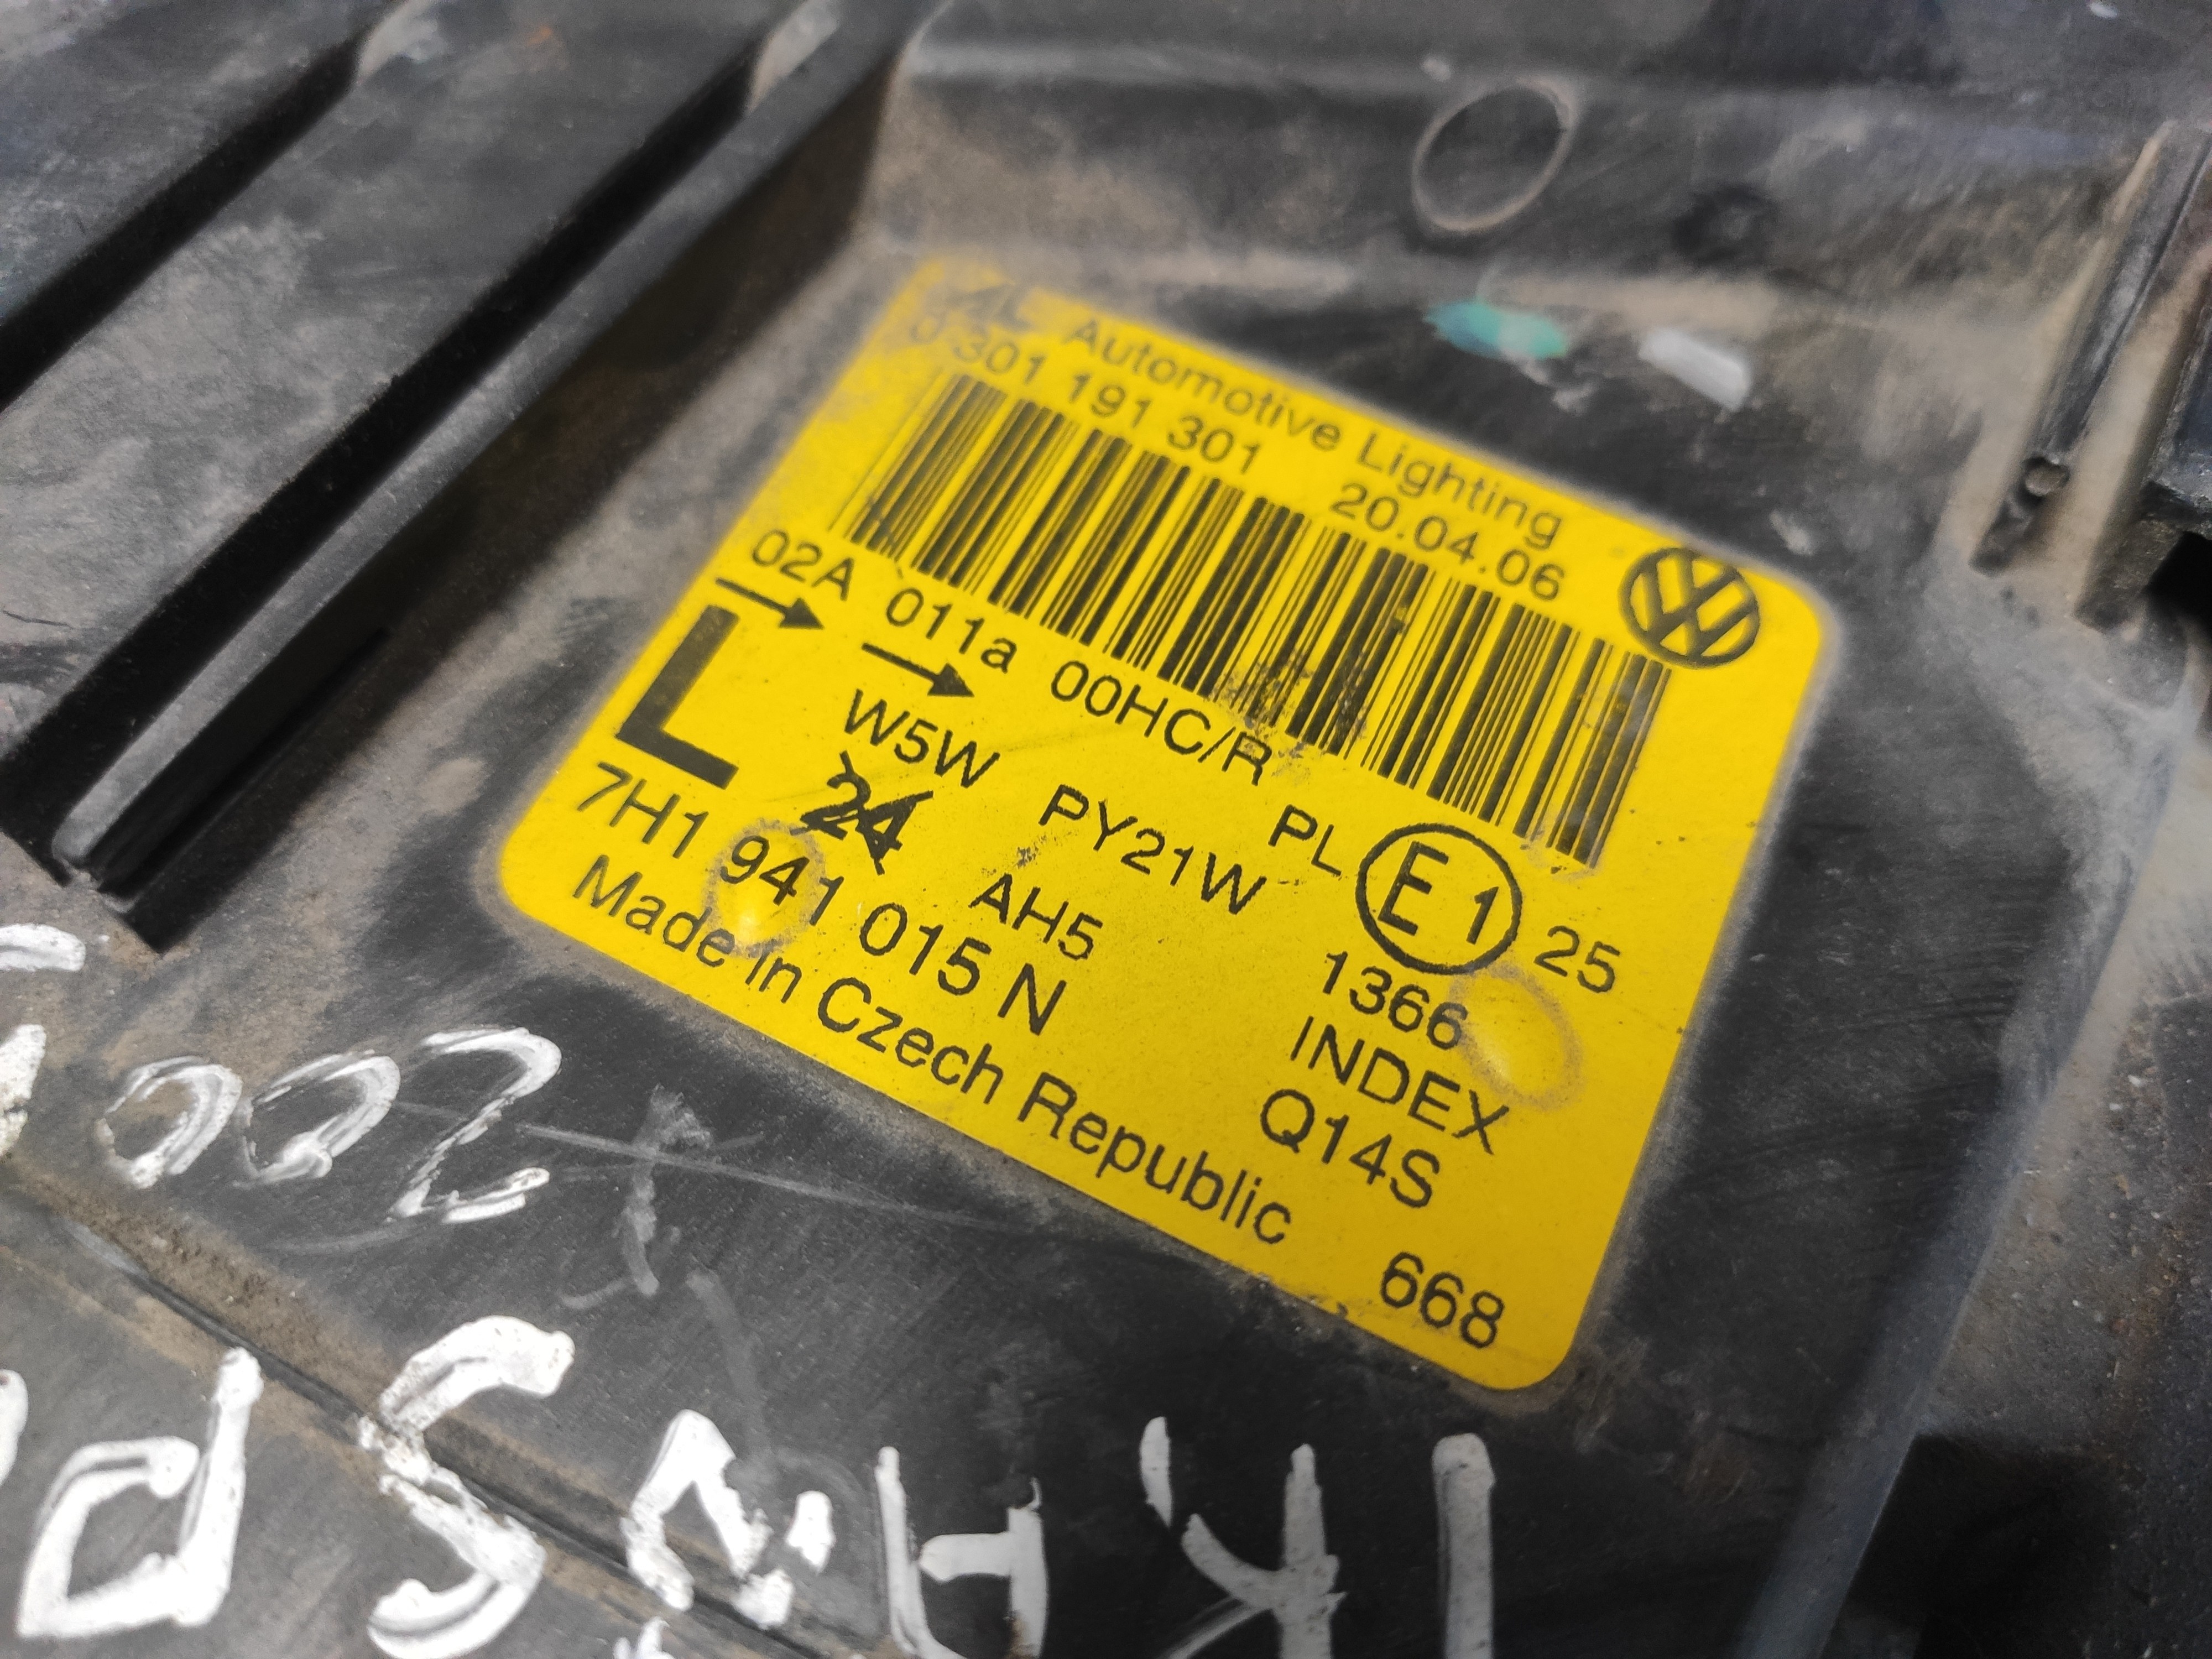 AL Automotive Lighting
0 301 191 301 20.04.06
02A 011a 00HC/R PL E1 25
L W5W PY21W 1366
24 AH5 INDEX
7H1 941 015 N Q14S
Made in Czech Republic 668